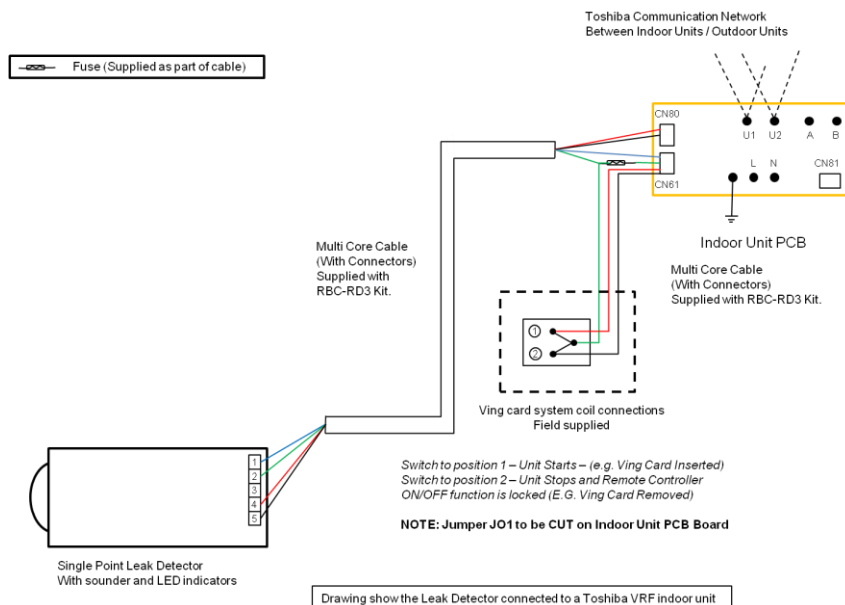 Toshiba Communication Network
Between Indoor Units / Outdoor Units
Fuse (Supplied as part of cable)
CN80
U1 U2 A B
L N CN81
CN61
Indoor Unit PCB
Multi Core Cable
(With Connectors)
Supplied with
RBC-RD3 Kit.
Multi Core Cable
(With Connectors)
Supplied with RBC-RD3 Kit.
1
2
Ving card system coil connections
Field supplied
1
2
3
4
5
Switch to position 1 – Unit Starts – (e.g. Ving Card Inserted)
Switch to position 2 – Unit Stops and Remote Controller
ON/OFF function is locked (E.G. Ving Card Removed)
NOTE: Jumper JO1 to be CUT on Indoor Unit PCB Board
Single Point Leak Detector
With sounder and LED indicators
Drawing show the Leak Detector connected to a Toshiba VRF indoor unit